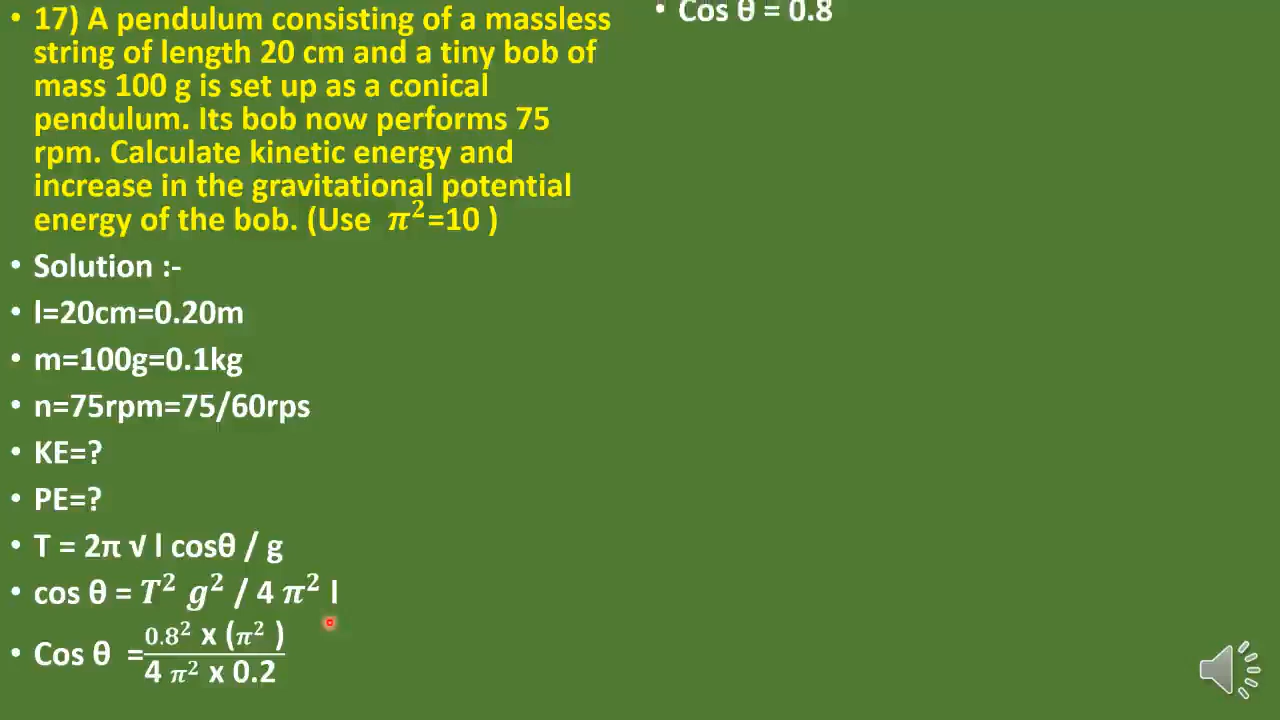 • 17) A pendulum consisting of a massless
string of length 20 cm and a tiny bob of
mass 100 g is set up as a conical
pendulum. Its bob now performs 75
rpm. Calculate kinetic energy and
increase in the gravitational potential
energy of the bob. (Use π²=10 )
• Solution :-
• l=20cm=0.20m
• m=100g=0.1kg
• n=75rpm=75/60rps
• KE=?
• PE=?
• T = 2π √ l cosθ / g
• cos θ = T² g² / 4 π² l
• Cos θ = 0.8² x (π² ) / 4 π² x 0.2
• Cos θ = 0.8